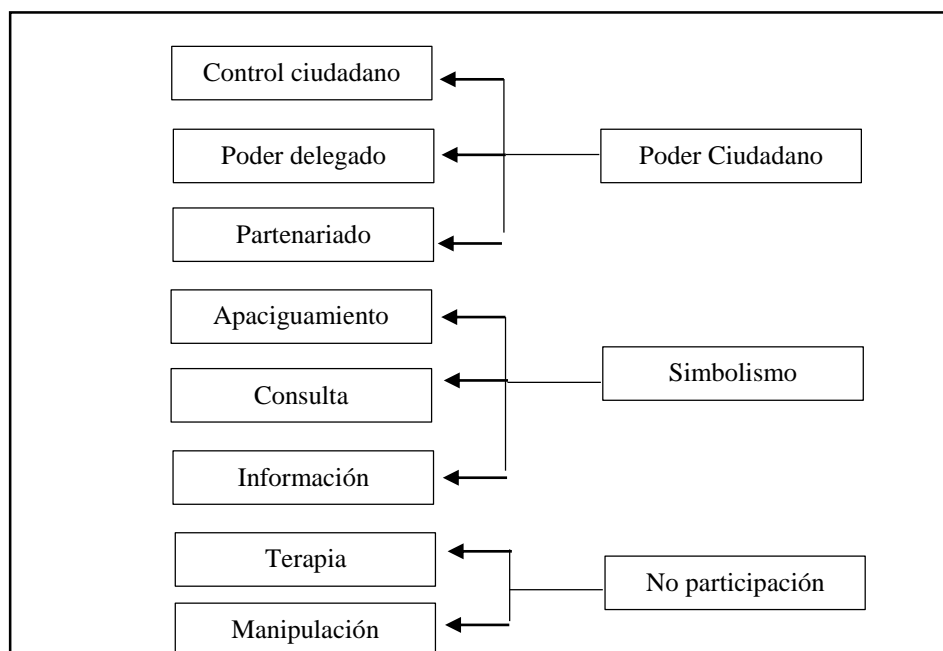 Control ciudadano
Poder delegado
Poder Ciudadano
Partenariado
Apaciguamiento
Simbolismo
Consulta
Información
Terapia
No participación
Manipulación